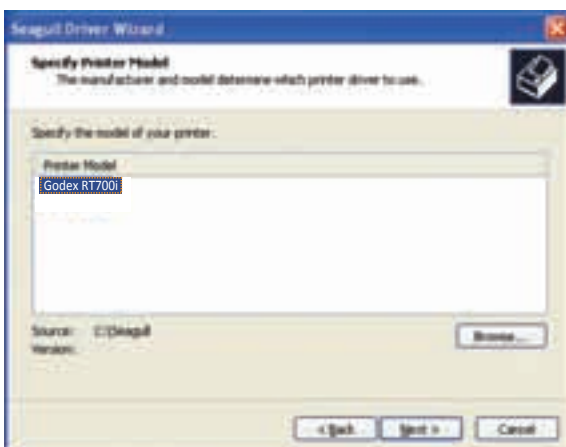 Seagull Driver Wizard
Specify Printer Model
The manufacturer and model determine which printer driver to use.
Specify the model of your printer.
Printer Model
Godex RT700i
Source: C:\Seagull
Version:
Browse...
< Back
Next >
Cancel